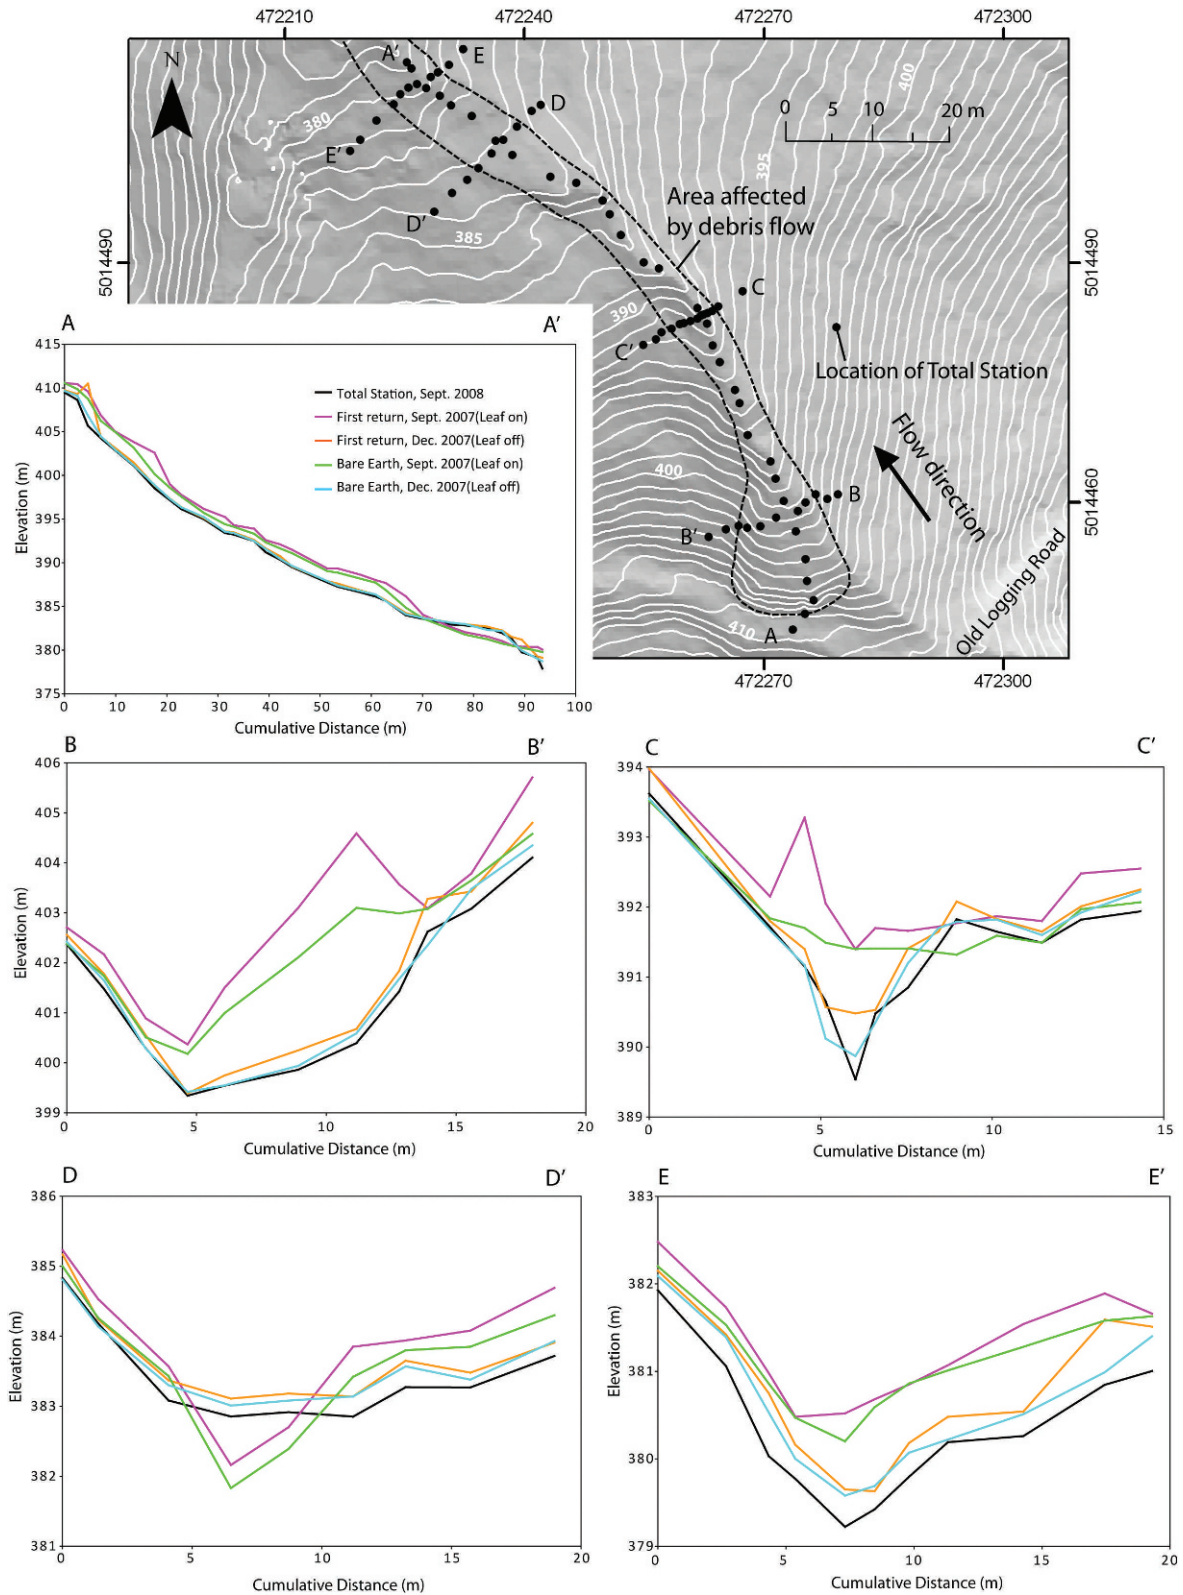 472210 472240 472270 472300
N
A'
E
D
E'
D'
380
385
390
395
400
400
410
0 5 10 20 m
Area affected
by debris flow
C
C'
Location of Total Station
Flow direction
B
B'
A
Old Logging Road
5014490
5014490
5014460
472270 472300
A A'
Elevation (m)
415
410
405
400
395
390
385
380
375
Total Station, Sept. 2008
First return, Sept. 2007(Leaf on)
First return, Dec. 2007(Leaf off)
Bare Earth, Sept. 2007(Leaf on)
Bare Earth, Dec. 2007(Leaf off)
0 10 20 30 40 50 60 70 80 90 100
Cumulative Distance (m)
B B'
Elevation (m)
406
405
404
403
402
401
400
399
0 5 10 15 20
Cumulative Distance (m)
C C'
Elevation (m)
394
393
392
391
390
389
0 5 10 15
Cumulative Distance (m)
D D'
Elevation (m)
386
385
384
383
382
381
0 5 10 15 20
Cumulative Distance (m)
E E'
Elevation (m)
383
382
381
380
379
0 5 10 15 20
Cumulative Distance (m)